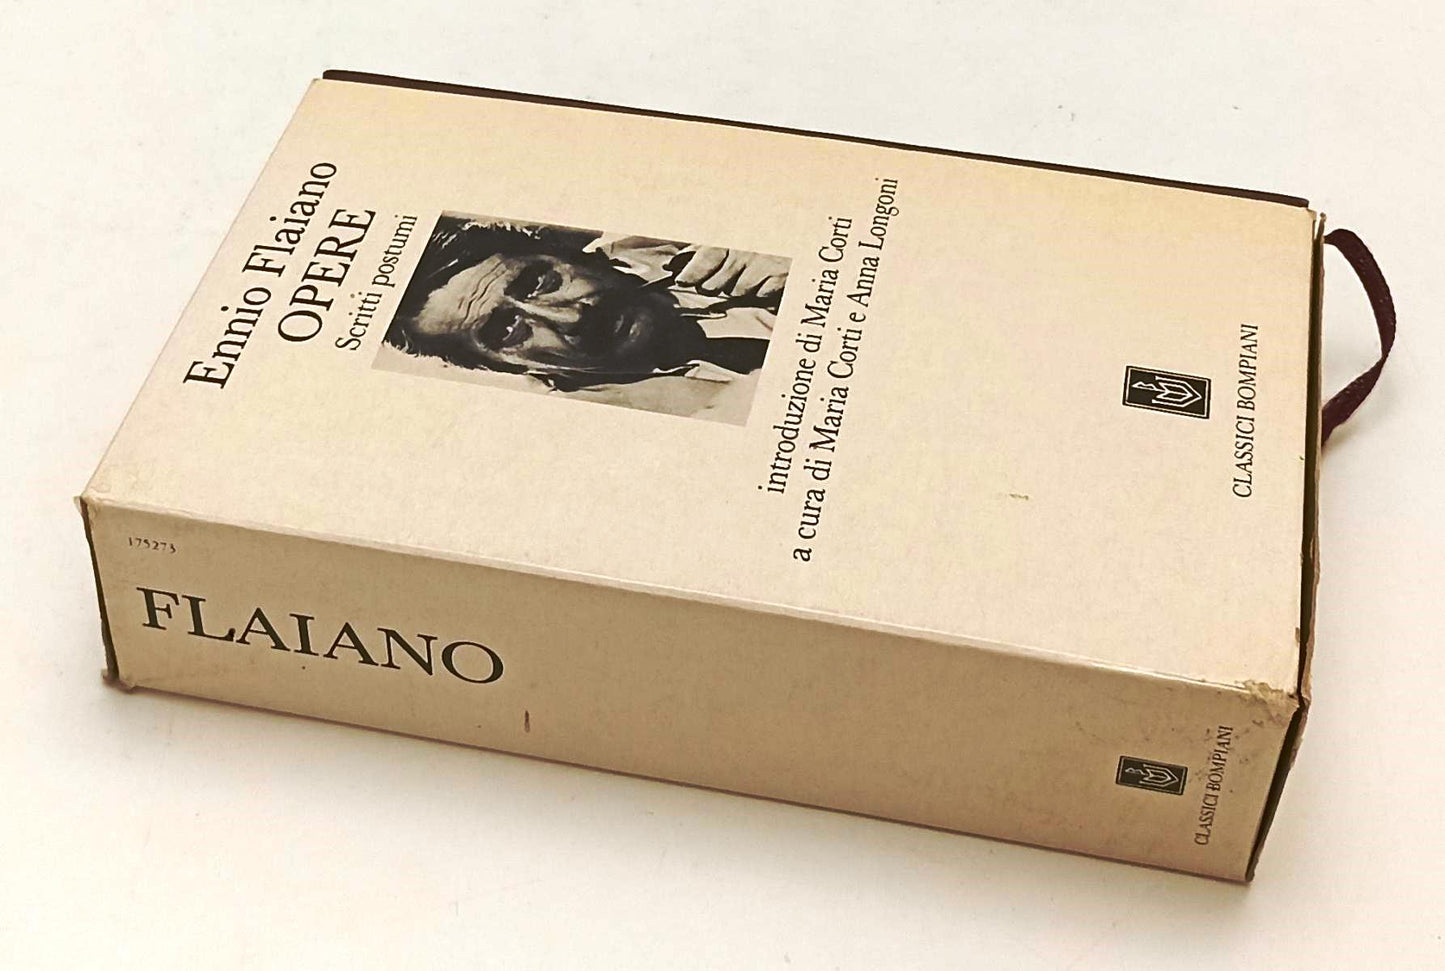 Ennio Flaiano
OPERE
Scritti postumi
introduzione di Maria Corti
a cura di Maria Corti e Anna Longoni
CLASSICI BOMPIANI
175273
FLAIANO
CLASSICI BOMPIANI